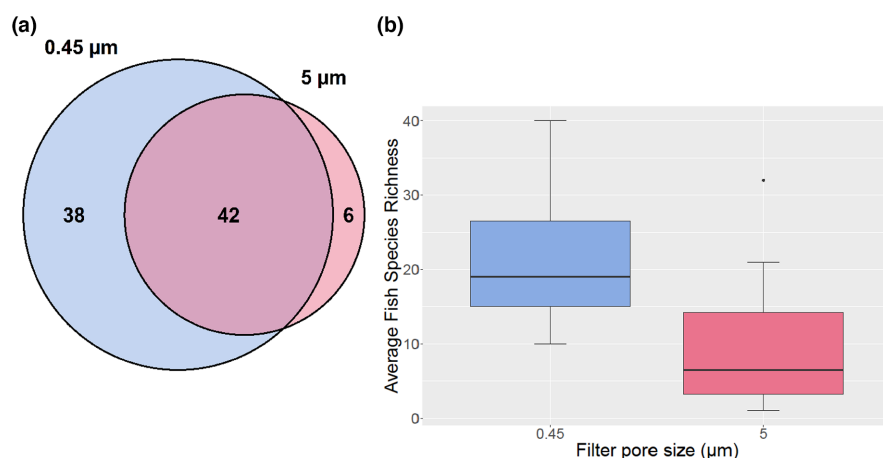 (a)
0.45 µm
5 µm
38
42
6
(b)
Average Fish Species Richness
40
30
20
10
0
0.45
5
Filter pore size (µm)